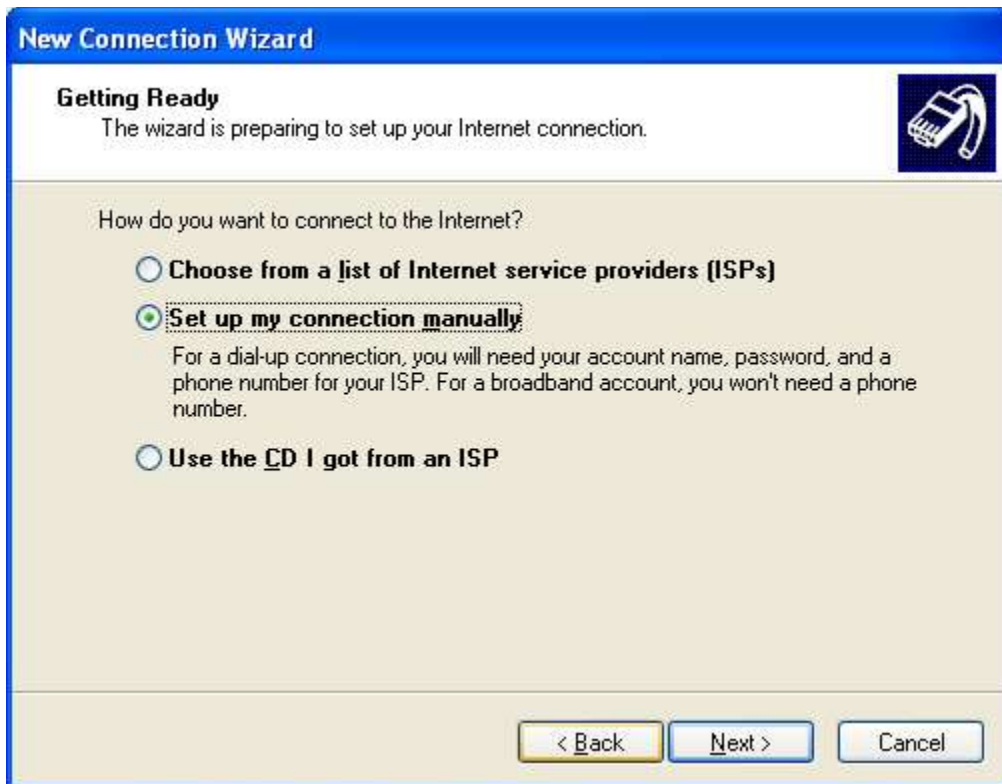 New Connection Wizard
Getting Ready
The wizard is preparing to set up your Internet connection.
How do you want to connect to the Internet?
Choose from a list of Internet service providers (ISPs)
Set up my connection manually
For a dial-up connection, you will need your account name, password, and a
phone number for your ISP. For a broadband account, you won't need a phone
number.
Use the CD I got from an ISP
< Back Next > Cancel